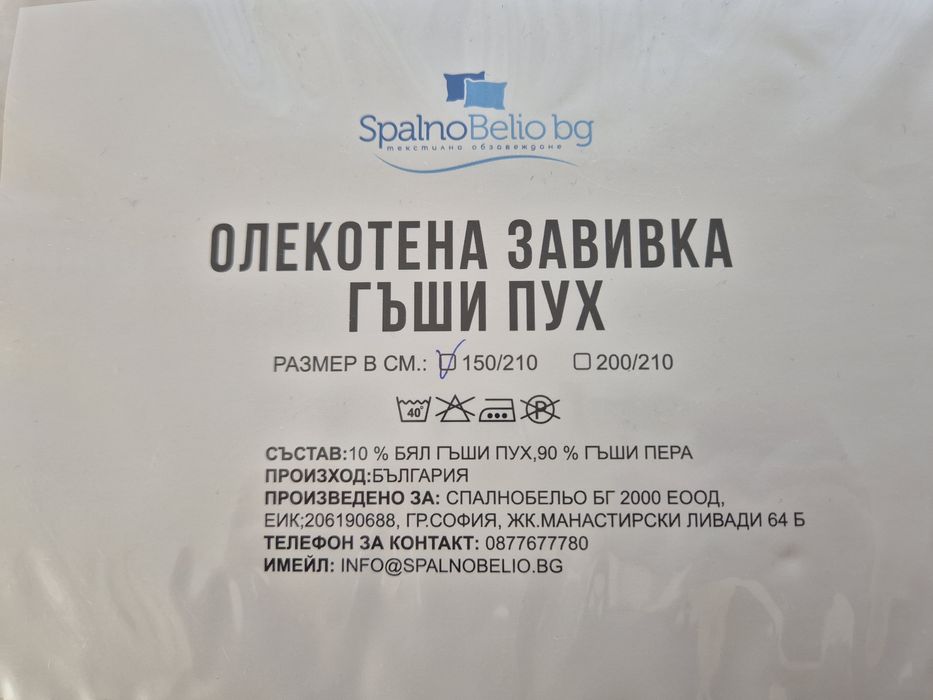 SpalnoBelio bg
текстилно обзавеждане
ОЛЕКОТЕНА ЗАВИВКА
ГЪШИ ПУХ
РАЗМЕР В СМ.: 150/210 200/210
40° P
СЪСТАВ:10 % БЯЛ ГЪШИ ПУХ,90 % ГЪШИ ПЕРА
ПРОИЗХОД:БЪЛГАРИЯ
ПРОИЗВЕДЕНО ЗА: СПАЛНОБЕЛЬО БГ 2000 ЕООД,
ЕИК;206190688, ГР.СОФИЯ, ЖК.МАНАСТИРСКИ ЛИВАДИ 64 Б
ТЕЛЕФОН ЗА КОНТАКТ: 0877677780
ИМЕЙЛ: INFO@SPALNOBELIO.BG